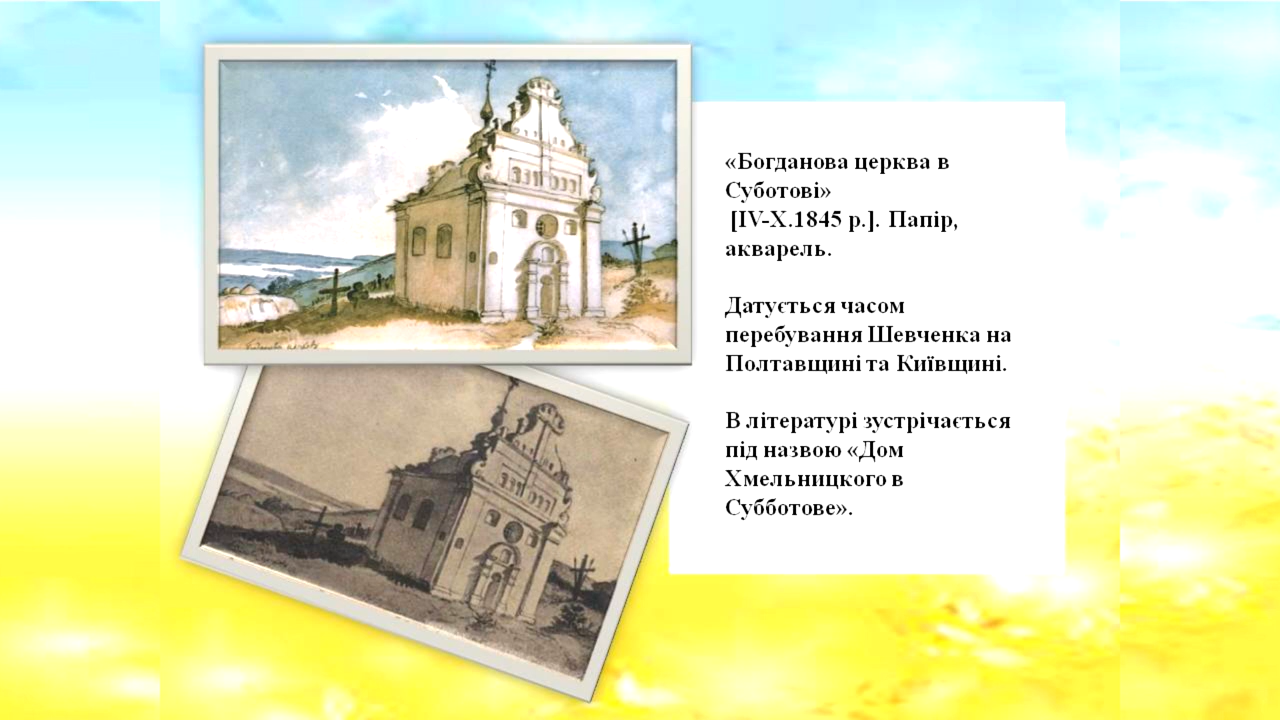 «Богданова церква в
Суботові»
[IV-X.1845 р.]. Папір,
акварель.
Датується часом
перебування Шевченка на
Полтавщині та Київщині.
В літературі зустрічається
під назвою «Дом
Хмельницкого в
Субботове».